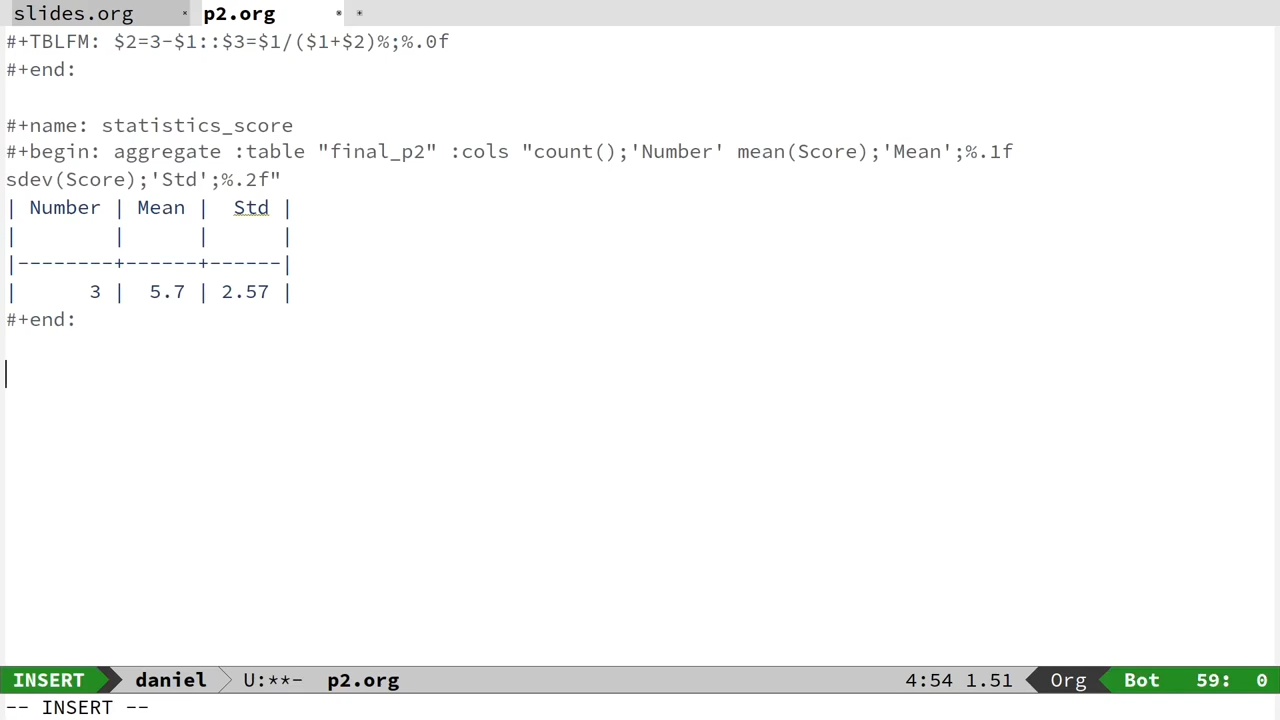 slides.org * p2.org * *
#+TBLFM: $2=3-$1::$3=$1/($1+$2)%;%.0f
#+end:
#+name: statistics_score
#+begin: aggregate :table "final_p2" :cols "count();'Number' mean(Score);'Mean';%.1f
sdev(Score);'Std';%.2f"
| Number | Mean |  Std |
|        |      |      |
|--------+------+------|
|      3 |  5.7 | 2.57 |
#+end:
INSERT daniel U:**- p2.org 4:54 1.51 Org Bot 59: 0
-- INSERT --